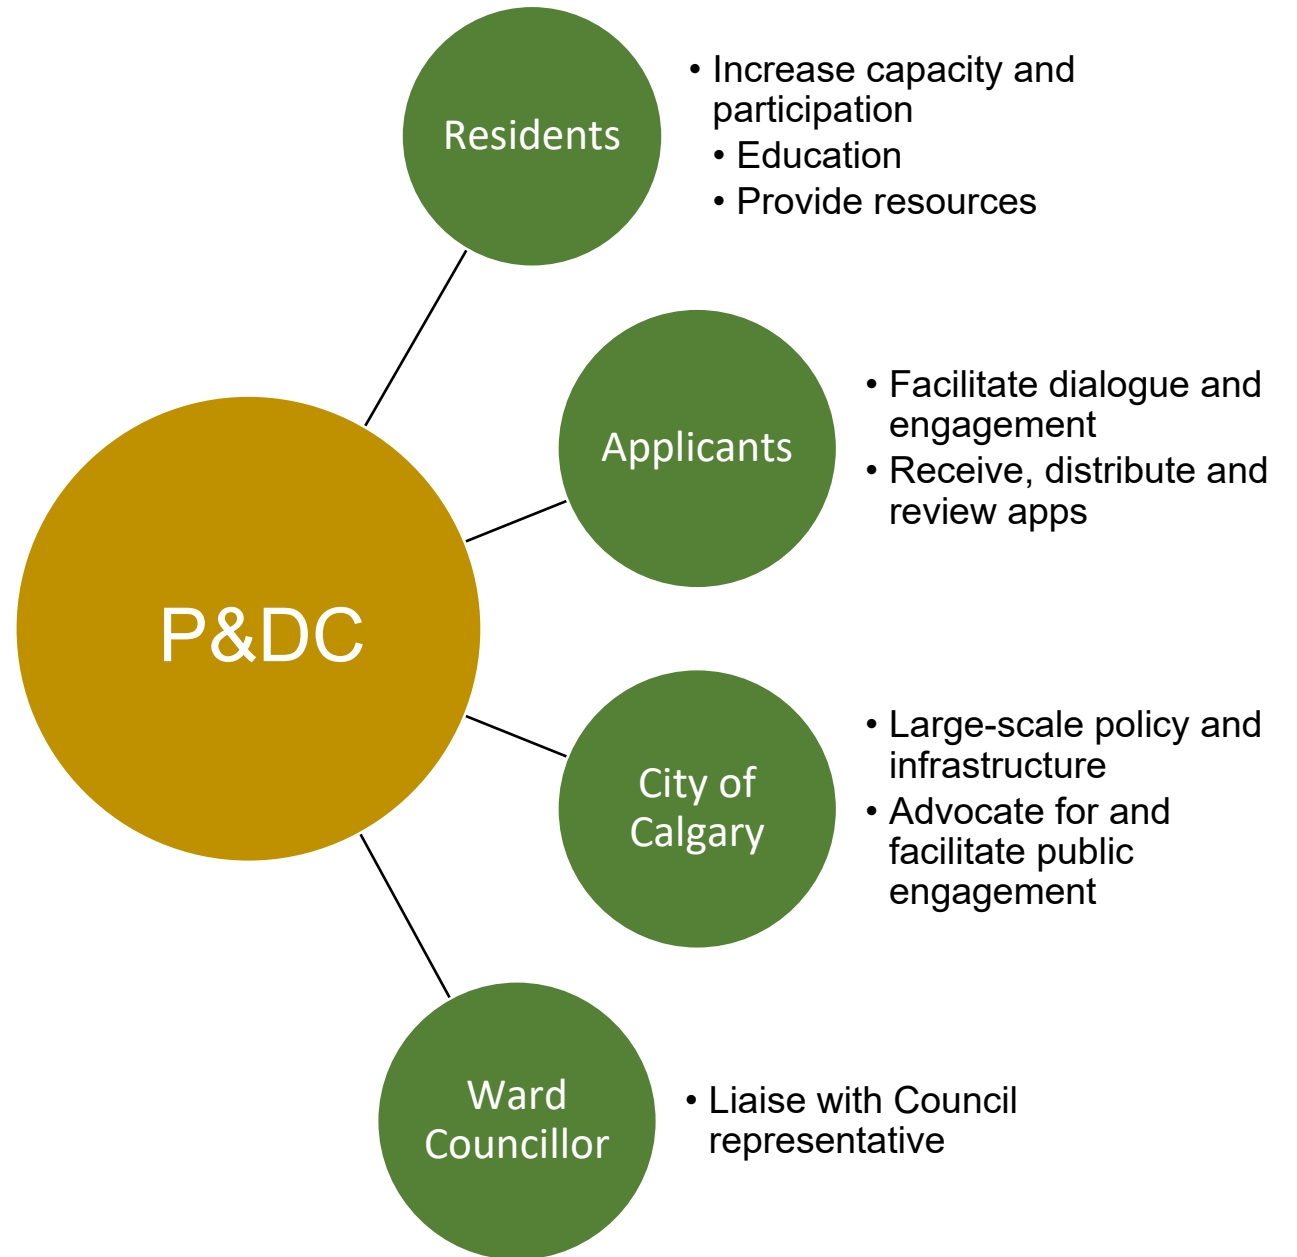 Residents
• Increase capacity and
participation
• Education
• Provide resources
Applicants
• Facilitate dialogue and
engagement
• Receive, distribute and
review apps
P&DC
City of
Calgary
• Large-scale policy and
infrastructure
• Advocate for and
facilitate public
engagement
Ward
Councillor
• Liaise with Council
representative